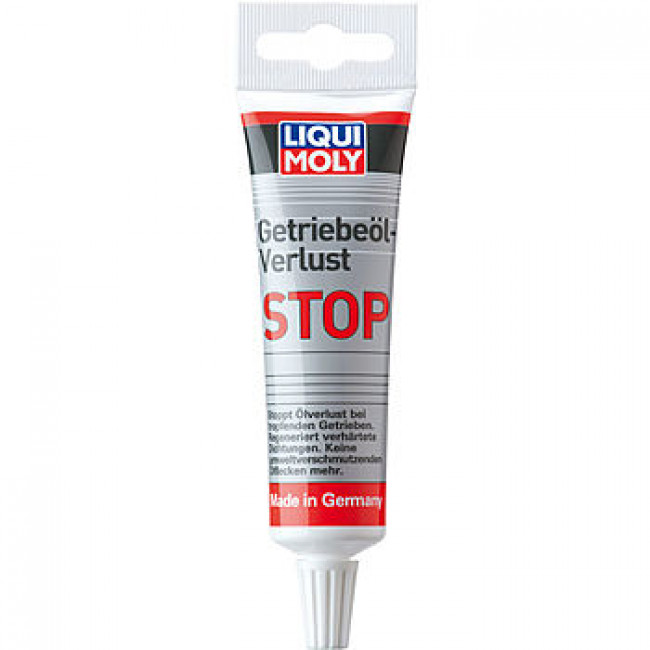 LIQUI
MOLY
Getriebeöl-
Verlust
STOP
Stoppt Ölverlust bei
tropfenden Getrieben.
Regeneriert verhärtete
Dichtungen. Keine
umweltverschmutzenden
Ölflecken mehr.
Made in Germany